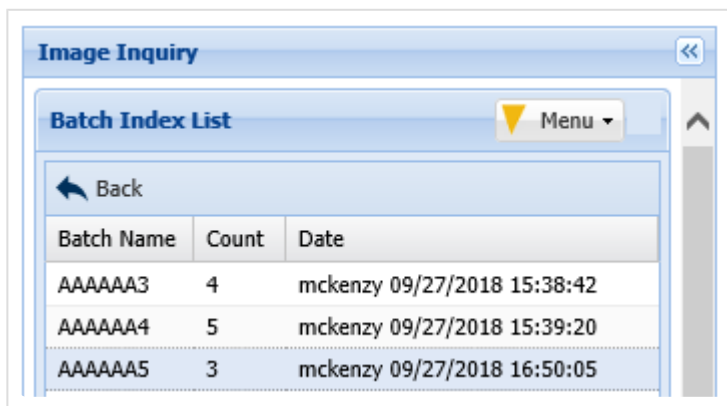 Image Inquiry
Batch Index List Menu
Back
Batch Name Count Date
AAAAAA3 4 mckenzy 09/27/2018 15:38:42
AAAAAA4 5 mckenzy 09/27/2018 15:39:20
AAAAAA5 3 mckenzy 09/27/2018 16:50:05